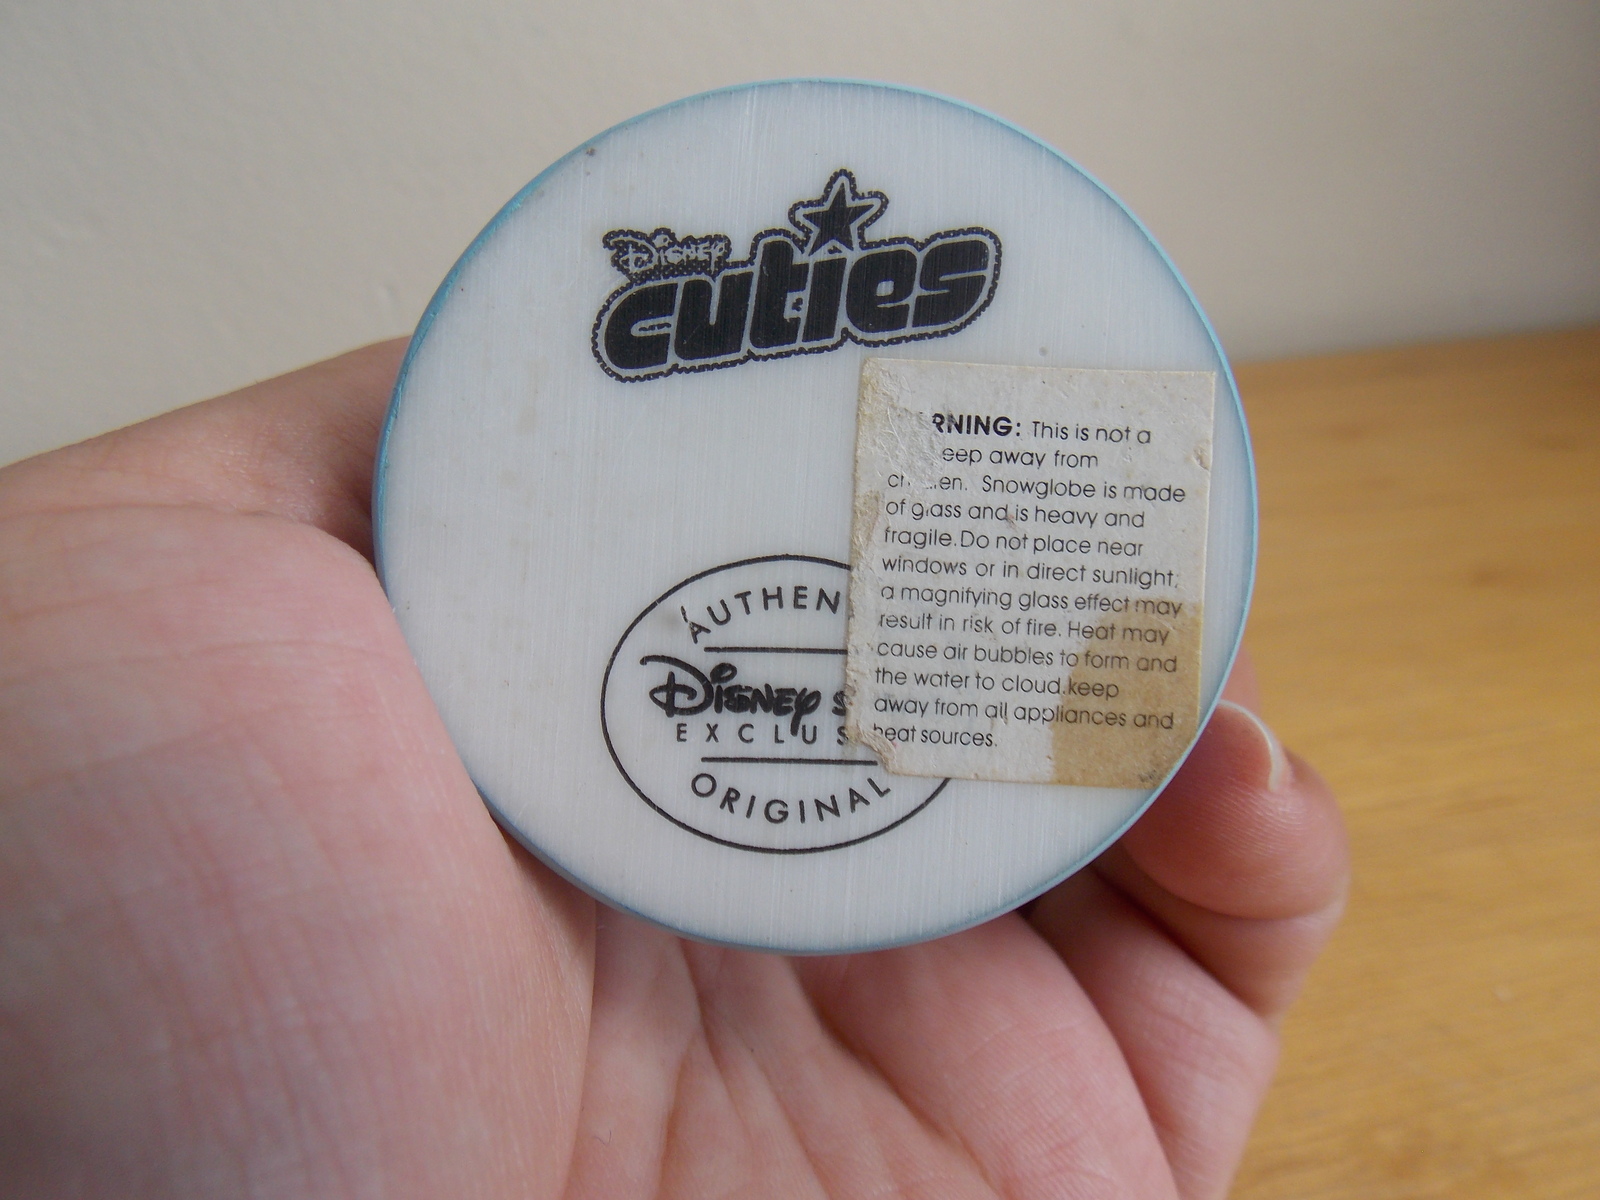 Disney
cuties
RNING: This is not a
eep away from
Snowglobe is made
of glass and is heavy and
fragile.Do not place near
windows or in direct sunlight;
a magnifying glass effect may
result in risk of fire. Heat may
cause air bubbles to form and
the water to cloud.keep
away from all appliances and
heat sources.
AUTHEN
Disney S
EXCLUS
ORIGINAL